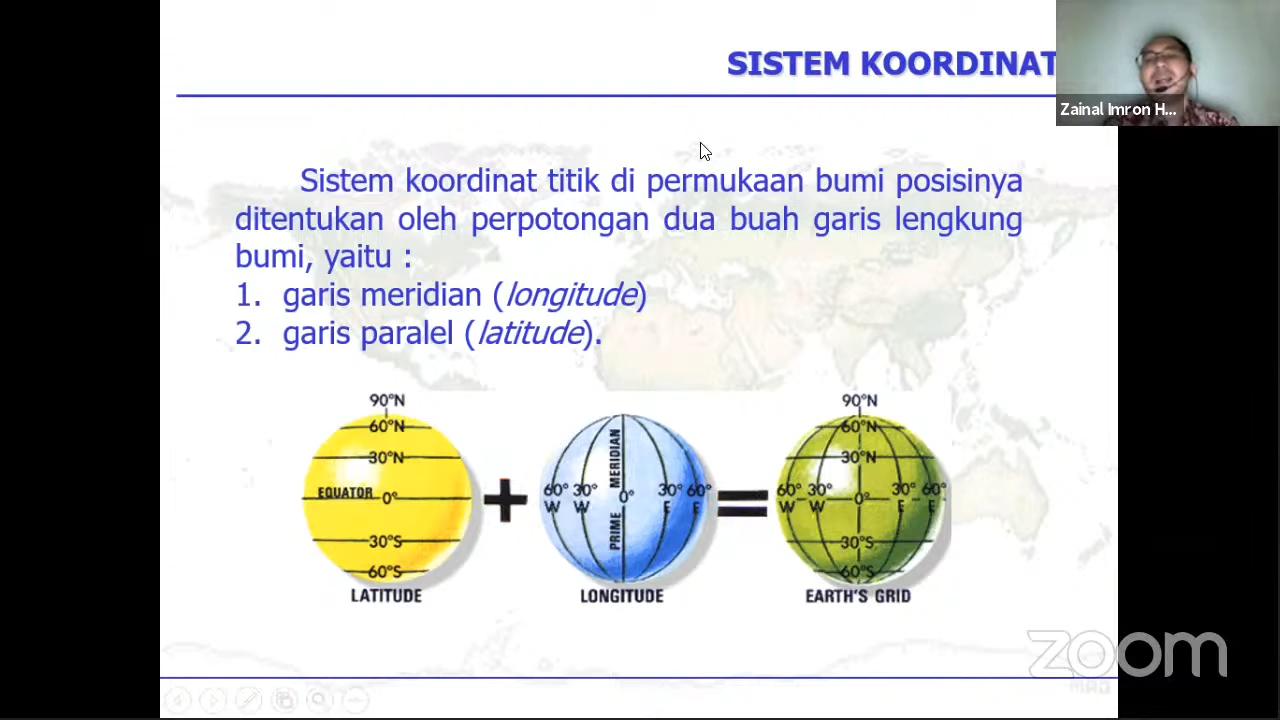 SISTEM KOORDINAT
Zainal Imron H...
Sistem koordinat titik di permukaan bumi posisinya
ditentukan oleh perpotongan dua buah garis lengkung
bumi, yaitu :
1. garis meridian (longitude)
2. garis paralel (latitude).
90°N
60°N
30°N
EQUATOR 0°
30°S
60°S
LATITUDE
+
PRIME MERIDIAN
60° 30° 0° 30° 60°
W W E E
LONGITUDE
=
90°N
60°N
30°N
60° 30° 0° 30° 60°
W W E E
30°S
60°S
EARTH'S GRID
zoom